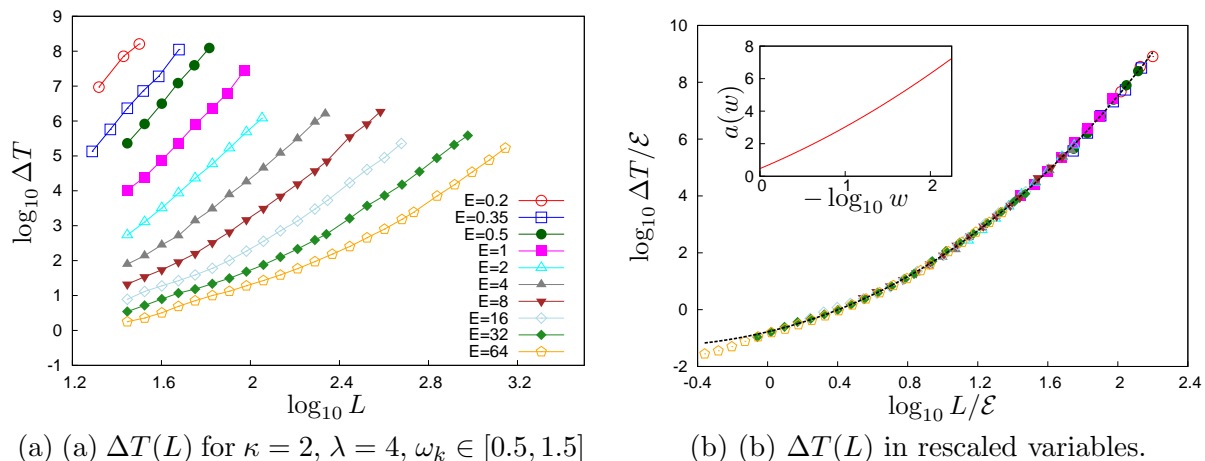 9
8
7
6
5
4
3
2
1
0
-1
log₁₀ ΔT
1.2 1.6 2 2.4 2.8 3.2
log₁₀ L
E=0.2
E=0.35
E=0.5
E=1
E=2
E=4
E=8
E=16
E=32
E=64
(a) (a) ΔT(L) for κ = 2, λ = 4, ωₖ ∈ [0.5, 1.5]
10
8
6
4
2
0
-2
log₁₀ ΔT/ℰ
-0.4 0 0.4 0.8 1.2 1.6 2 2.4
log₁₀ L/ℰ
8
6
4
2
0
a(w)
0 1 2
− log₁₀ w
(b) (b) ΔT(L) in rescaled variables.